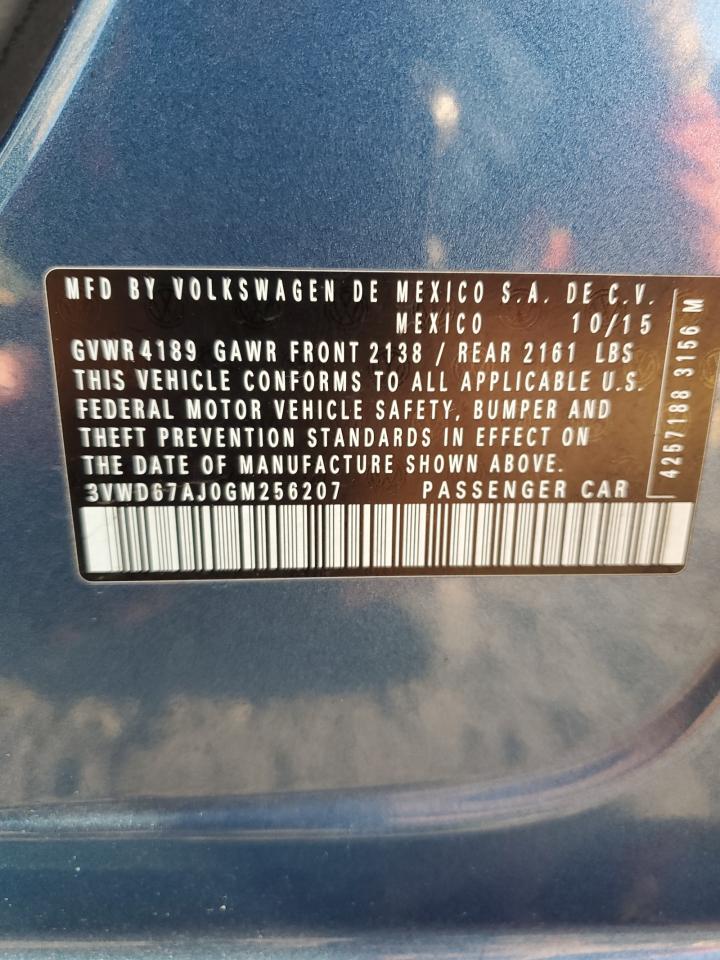 MFD BY VOLKSWAGEN DE MEXICO S.A. DE C.V.
MEXICO 10/15
GVWR 4189 GAWR FRONT 2138 / REAR 2161 LBS
THIS VEHICLE CONFORMS TO ALL APPLICABLE U.S.
FEDERAL MOTOR VEHICLE SAFETY, BUMPER AND
THEFT PREVENTION STANDARDS IN EFFECT ON
THE DATE OF MANUFACTURE SHOWN ABOVE.
3VWD67AJ0GM256207 PASSENGER CAR
4257188 3156 M